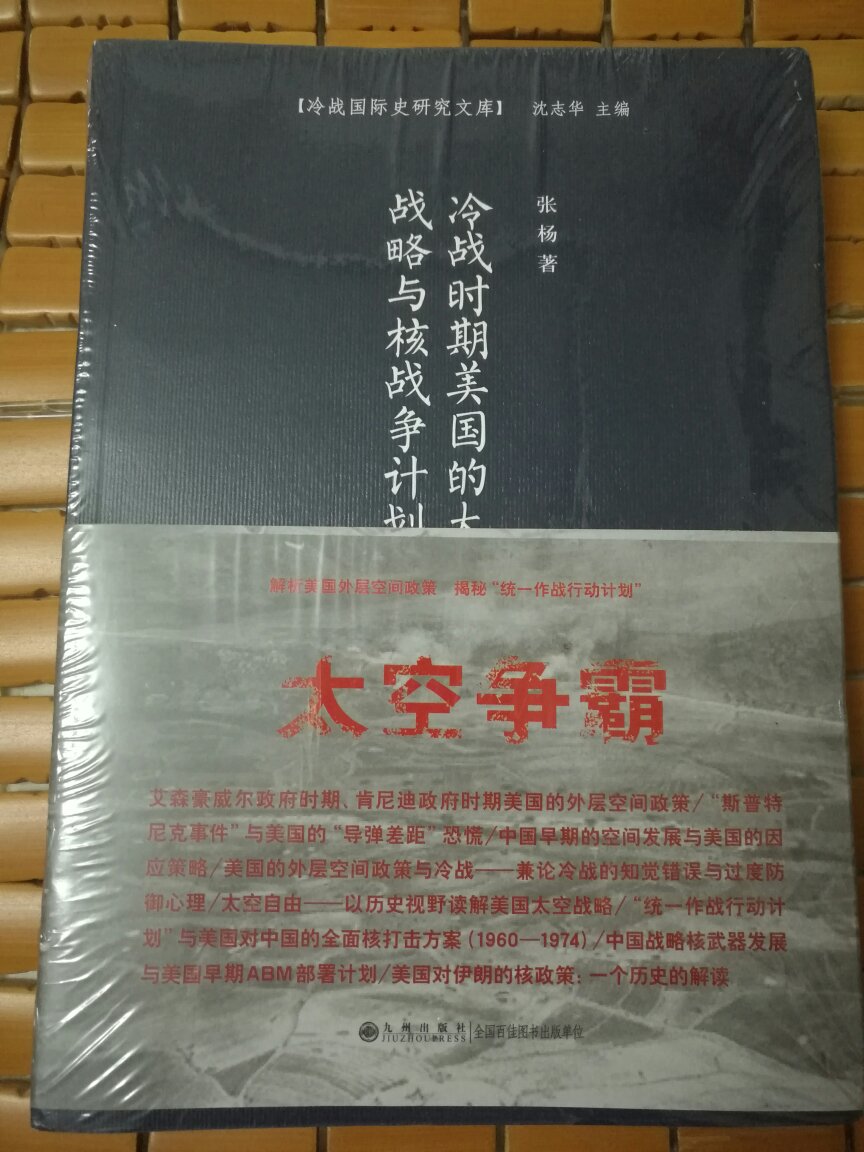 【冷战国际史研究文库】 沈志华 主编
张杨著
冷战时期美国的太
战略与核战争计划
解析美国外层空间政策 揭秘“统一作战行动计划”
太空争霸
艾森豪威尔政府时期、肯尼迪政府时期美国的外层空间政策/“斯普特
尼克事件”与美国的“导弹差距”恐慌/中国早期的空间发展与美国的因
应策略/美国的外层空间政策与冷战——兼论冷战的知觉错误与过度防
御心理/太空自由——以历史视野读解美国太空战略/“统一作战行动计
划”与美国对中国的全面核打击方案(1960—1974)/中国战略核武器发展
与美国早期ABM部署计划/美国对伊朗的核政策：一个历史的解读
九州出版社 全国百佳图书出版单位
JIUZHOUPRESS